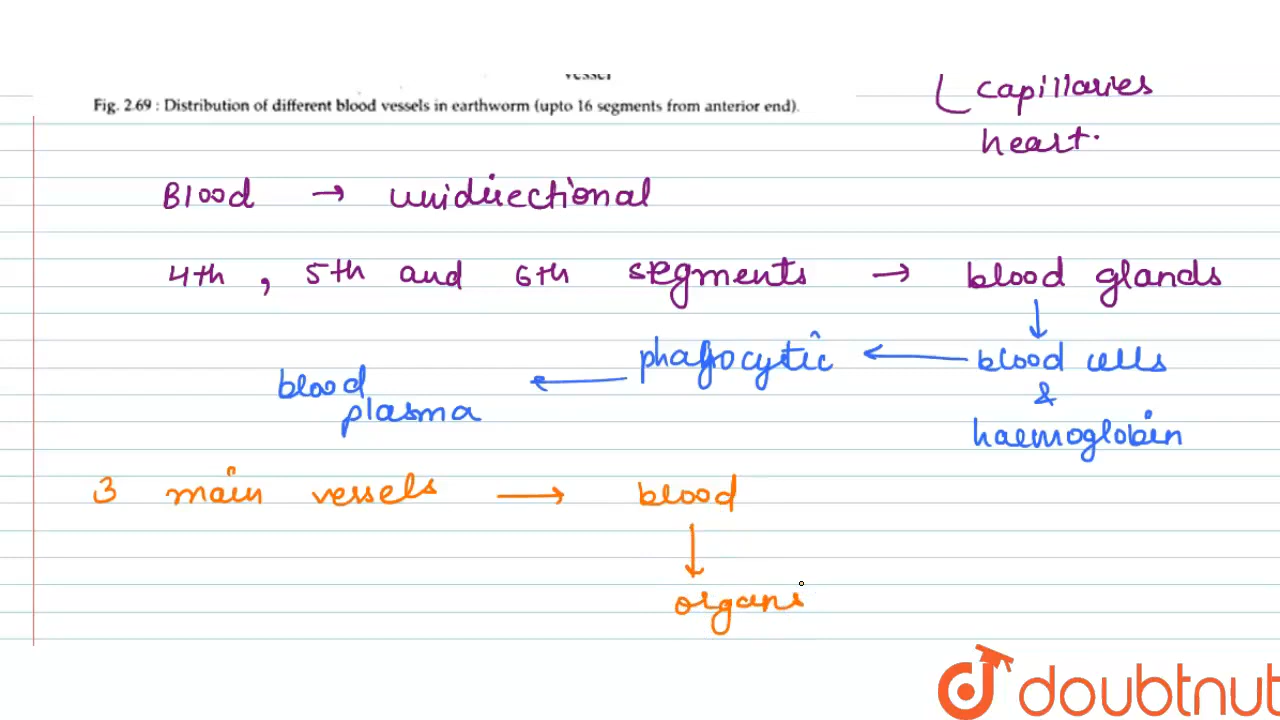 vessel
Fig. 2.69 : Distribution of different blood vessels in earthworm (upto 16 segments from anterior end).
capillaries
heart.
Blood → unidirectional
4th , 5th and 6th segments → blood glands
phagocytic ← blood cells
blood plasma ←
&
haemoglobin
3 main vessels → blood
↓
organs
doubtnut